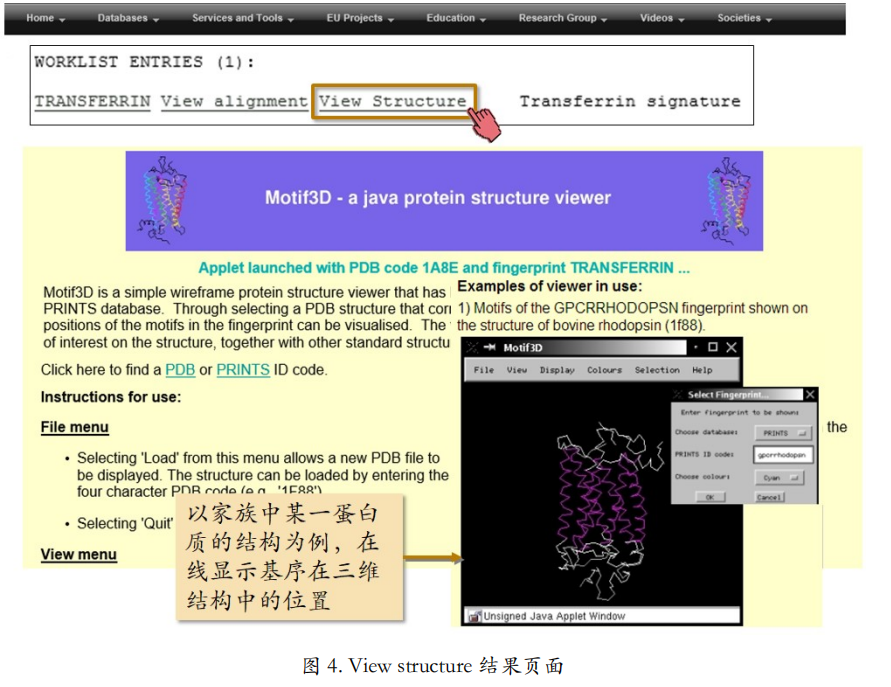 Home Databases Services and Tools EU Projects Education Research Group Videos Societies
WORKLIST ENTRIES (1):
TRANSFERRIN View alignment View Structure Transferrin signature
Motif3D - a java protein structure viewer
Applet launched with PDB code 1A8E and fingerprint TRANSFERRIN ...
Motif3D is a simple wireframe protein structure viewer that has
PRINTS database. Through selecting a PDB structure that cor
positions of the motifs in the fingerprint can be visualised. The
of interest on the structure, together with other standard structu
Click here to find a PDB or PRINTS ID code.
Instructions for use:
File menu
• Selecting 'Load' from this menu allows a new PDB file to
be displayed. The structure can be loaded by entering the
four character PDB code (e.g. '1F88')
• Selecting 'Quit'
View menu
the
Examples of viewer in use:
1) Motifs of the GPCRRHODOPSN fingerprint shown on
the structure of bovine rhodopsin (1f88).
Motif3D
File View Display Colours Selection Help
Select Fingerprint...
Enter fingerprint to be shown:
Choose database: PRINTS
PRINTS ID code: gpcrrhodopsn
Choose colour: Cyan
OK Cancel
Unsigned Java Applet Window
以家族中某一蛋白
质的结构为例，在
线显示基序在三维
结构中的位置
图 4. View structure 结果页面